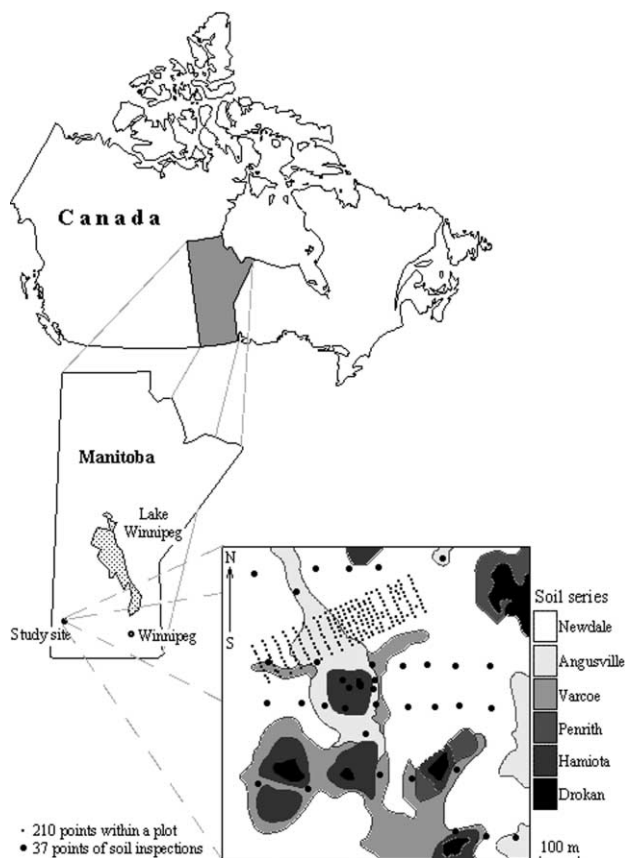 Canada
Manitoba
Lake
Winnipeg
Study site
Winnipeg
N
S
Soil series
Newdale
Angusville
Varcoe
Penrith
Hamiota
Drokan
100 m
· 210 points within a plot
• 37 points of soil inspections